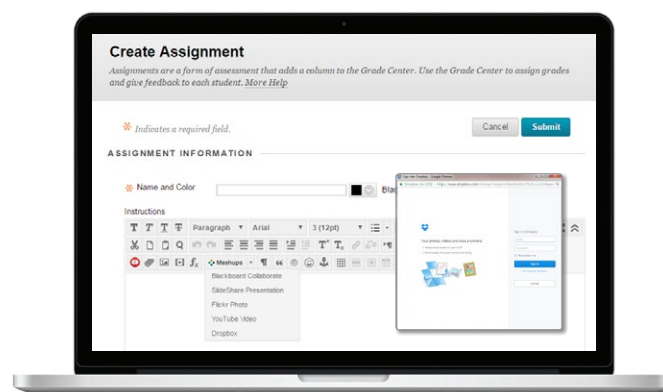 Create Assignment
Assignments are a form of assessment that adds a column to the Grade Center. Use the Grade Center to assign grades
and give feedback to each student. More Help
Indicates a required field.
Cancel
Submit
ASSIGNMENT INFORMATION
Name and Color
Bla
Instructions
Paragraph
Arial
3 (12pt)
Mashups
Blackboard Collaborate
SlideShare Presentation
Flickr Photo
YouTube Video
Dropbox